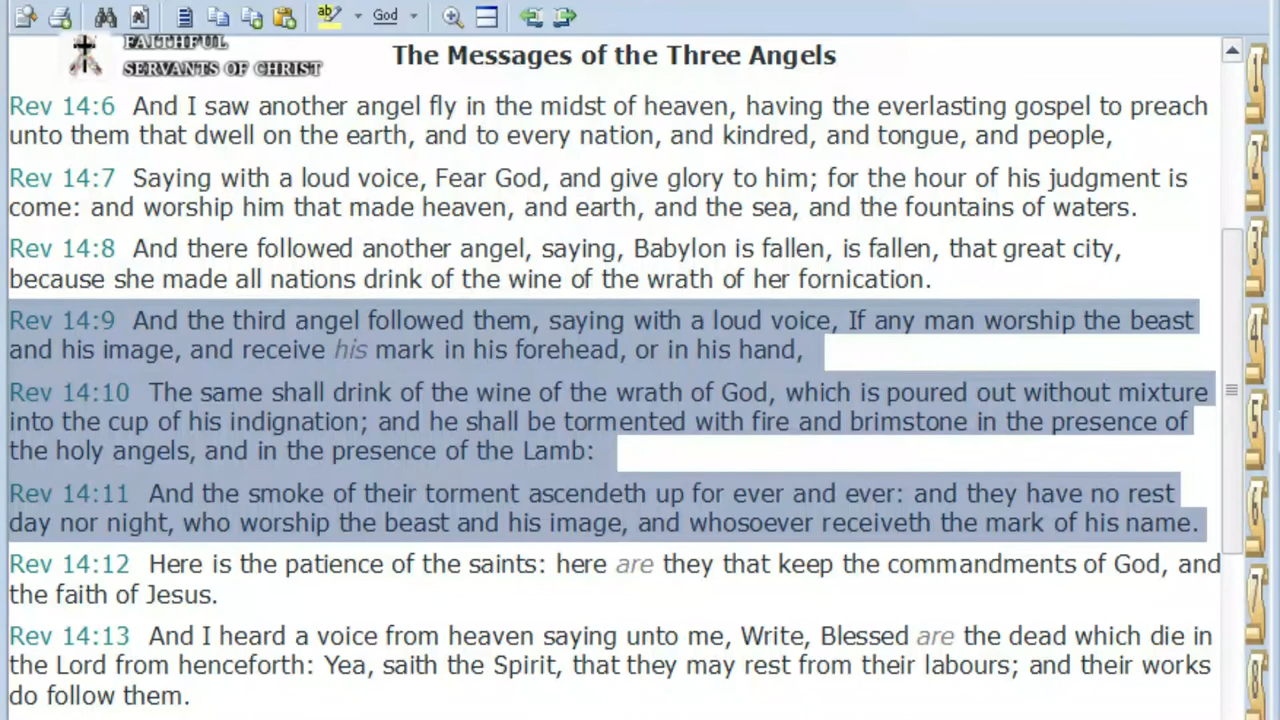 ab
God
FAITHFUL
SERVANTS OF CHRIST
The Messages of the Three Angels
Rev 14:6 And I saw another angel fly in the midst of heaven, having the everlasting gospel to preach
unto them that dwell on the earth, and to every nation, and kindred, and tongue, and people,
Rev 14:7 Saying with a loud voice, Fear God, and give glory to him; for the hour of his judgment is
come: and worship him that made heaven, and earth, and the sea, and the fountains of waters.
Rev 14:8 And there followed another angel, saying, Babylon is fallen, is fallen, that great city,
because she made all nations drink of the wine of the wrath of her fornication.
Rev 14:9 And the third angel followed them, saying with a loud voice, If any man worship the beast
and his image, and receive his mark in his forehead, or in his hand,
Rev 14:10 The same shall drink of the wine of the wrath of God, which is poured out without mixture
into the cup of his indignation; and he shall be tormented with fire and brimstone in the presence of
the holy angels, and in the presence of the Lamb:
Rev 14:11 And the smoke of their torment ascendeth up for ever and ever: and they have no rest
day nor night, who worship the beast and his image, and whosoever receiveth the mark of his name.
Rev 14:12 Here is the patience of the saints: here are they that keep the commandments of God, and
the faith of Jesus.
Rev 14:13 And I heard a voice from heaven saying unto me, Write, Blessed are the dead which die in
the Lord from henceforth: Yea, saith the Spirit, that they may rest from their labours; and their works
do follow them.
1
2
3
4
5
6
7
8